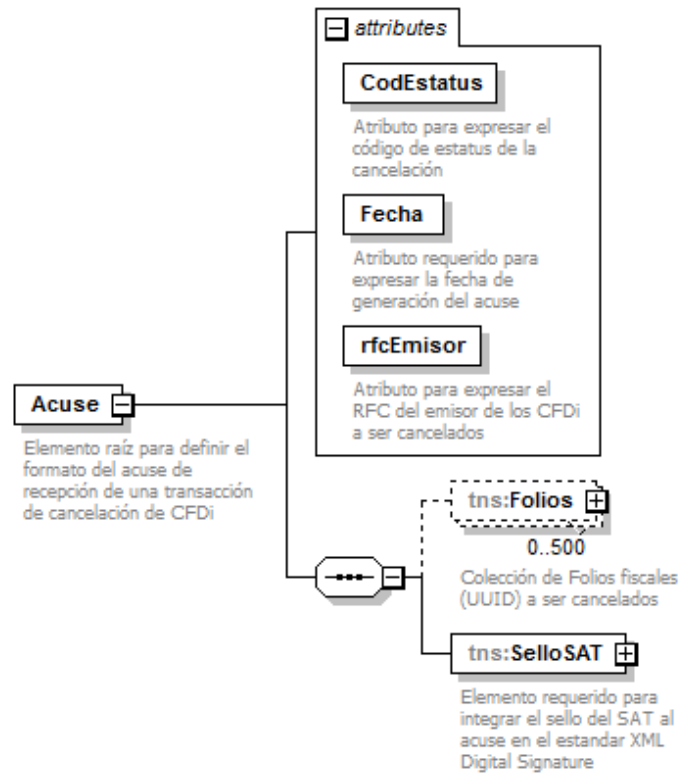 attributes
CodEstatus
Atributo para expresar el
código de estatus de la
cancelación
Fecha
Atributo requerido para
expresar la fecha de
generación del acuse
rfcEmisor
Atributo para expresar el
RFC del emisor de los CFDi
a ser cancelados
Acuse
Elemento raíz para definir el
formato del acuse de
recepción de una transacción
de cancelación de CFDi
tns:Folios
0..500
Colección de Folios fiscales
(UUID) a ser cancelados
tns:SelloSAT
Elemento requerido para
integrar el sello del SAT al
acuse en el estandar XML
Digital Signature